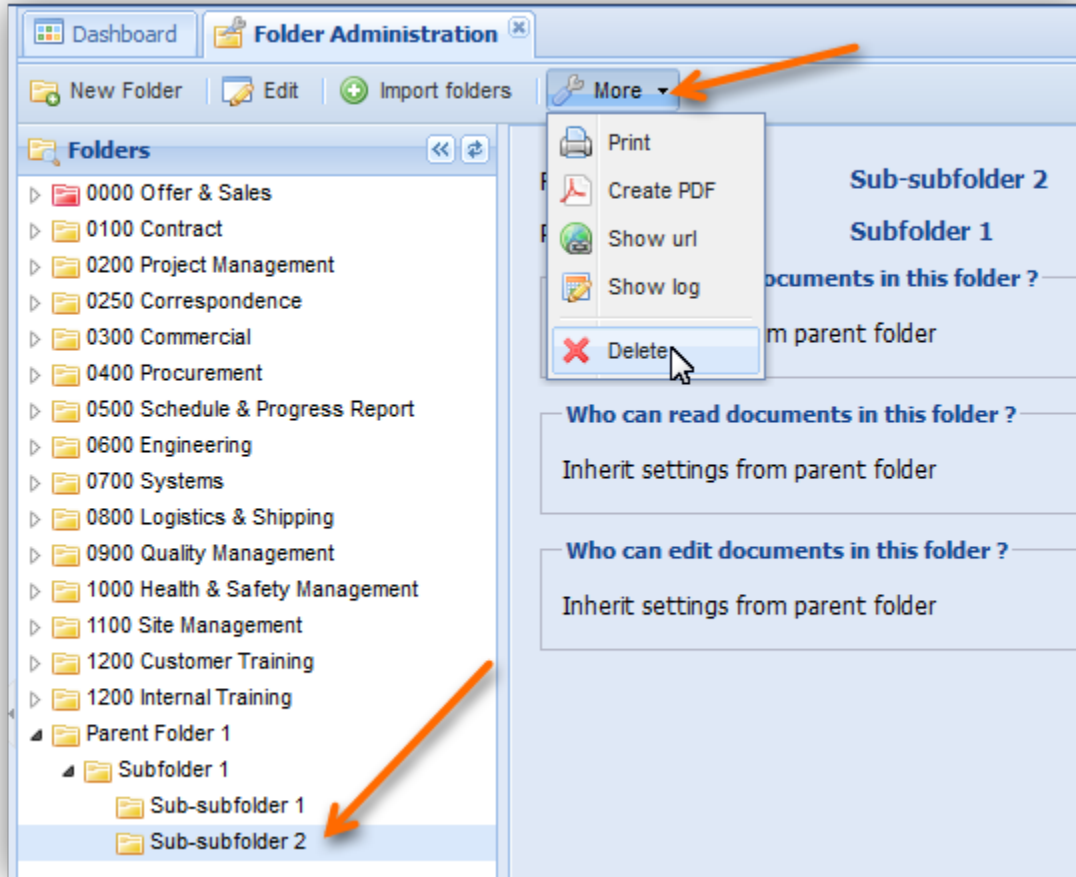 Dashboard
Folder Administration
New Folder
Edit
Import folders
More
Folders
0000 Offer & Sales
0100 Contract
0200 Project Management
0250 Correspondence
0300 Commercial
0400 Procurement
0500 Schedule & Progress Report
0600 Engineering
0700 Systems
0800 Logistics & Shipping
0900 Quality Management
1000 Health & Safety Management
1100 Site Management
1200 Customer Training
1200 Internal Training
Parent Folder 1
Subfolder 1
Sub-subfolder 1
Sub-subfolder 2
Print
Create PDF
Show url
Show log
Delete
Sub-subfolder 2
Subfolder 1
in this folder ?
parent folder
Who can read documents in this folder ?
Inherit settings from parent folder
Who can edit documents in this folder ?
Inherit settings from parent folder